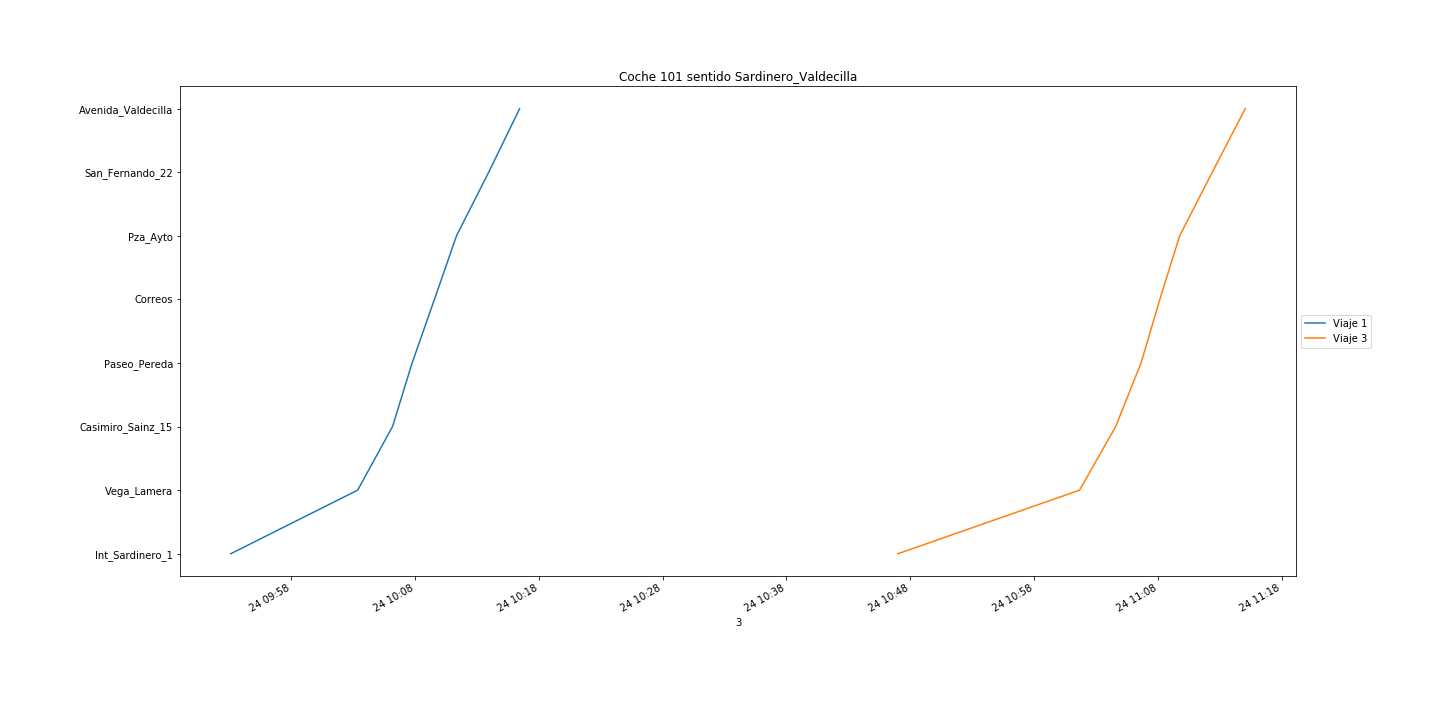 Coche 101 sentido Sardinero_Valdecilla
Avenida_Valdecilla
San_Fernando_22
Pza_Ayto
Correos
Paseo_Pereda
Casimiro_Sainz_15
Vega_Lamera
Int_Sardinero_1
Viaje 1
Viaje 3
24 09:58
24 10:08
24 10:18
24 10:28
24 10:38
24 10:48
24 10:58
24 11:08
24 11:18
3